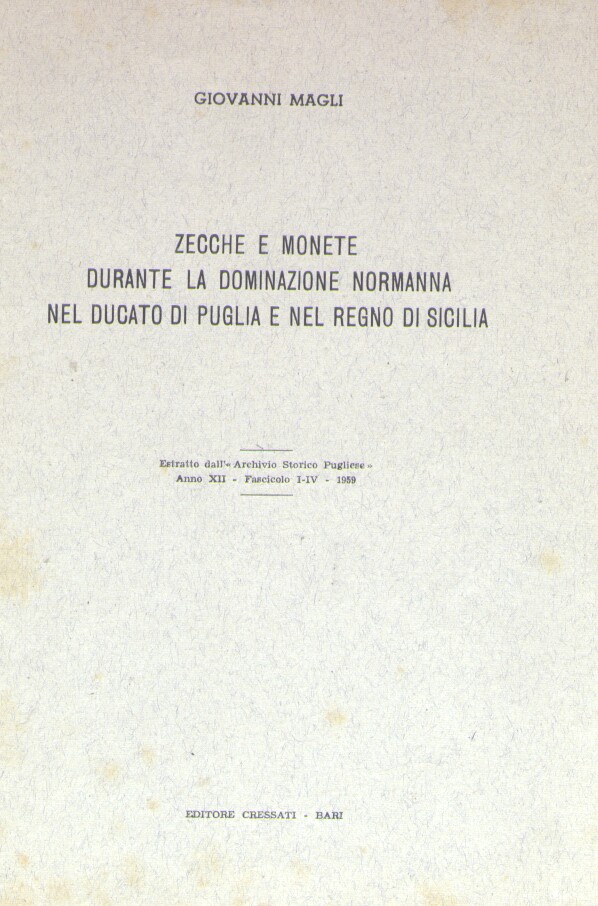 GIOVANNI MAGLI
ZECCHE E MONETE
DURANTE LA DOMINAZIONE NORMANNA
NEL DUCATO DI PUGLIA E NEL REGNO DI SICILIA
Estratto dall'« Archivio Storico Pugliese »
Anno XII - Fascicolo I-IV - 1959
EDITORE CRESSATI - BARI